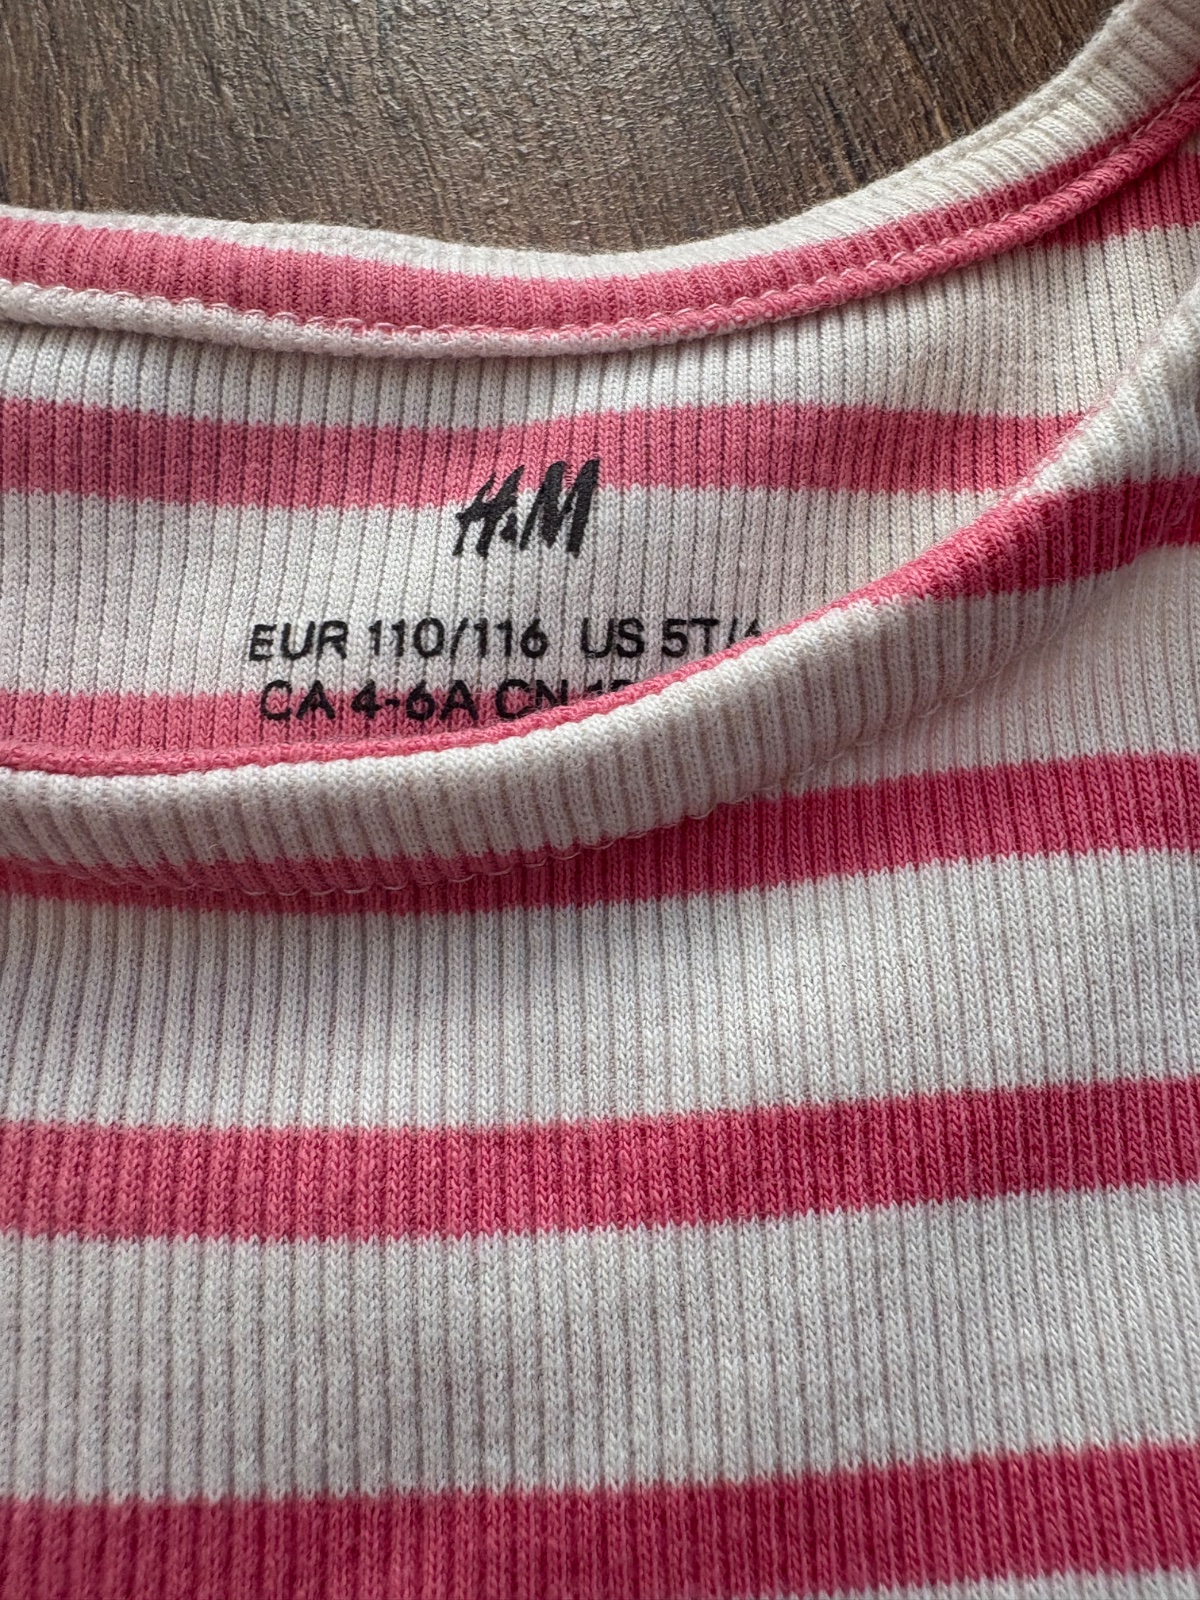 H&M
EUR 110/116 US 5T/
CA 4-6A CN